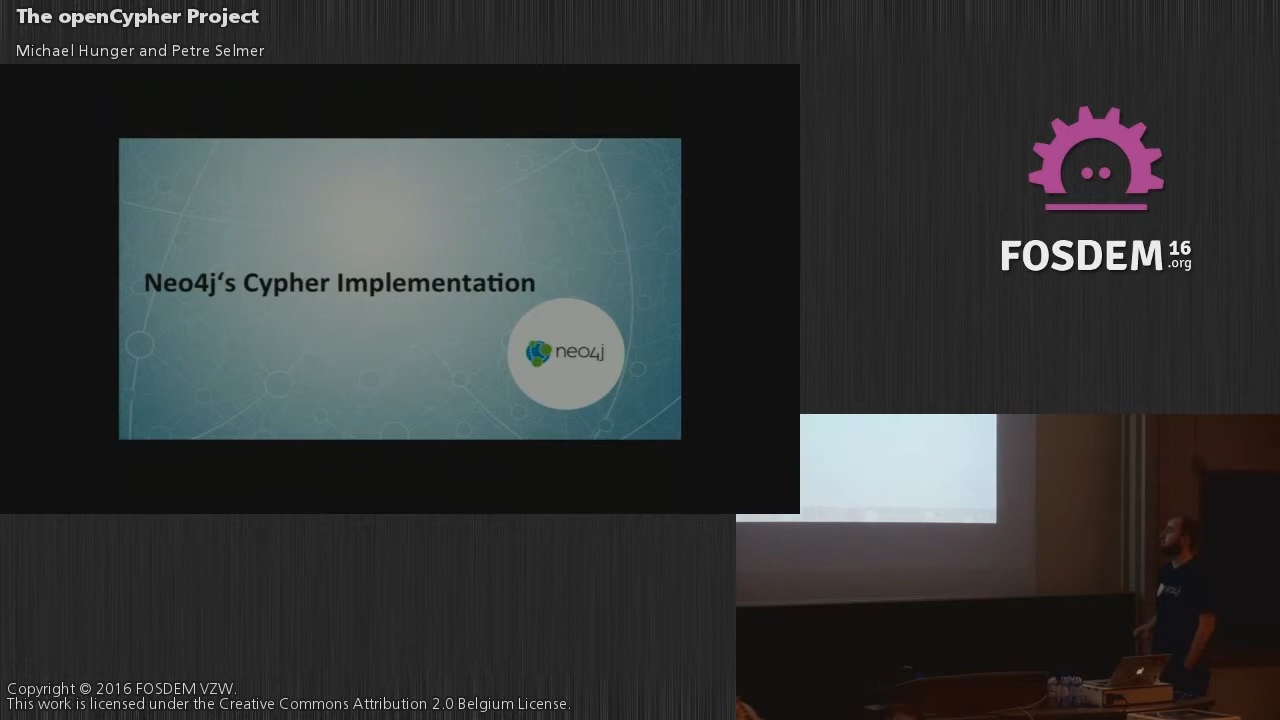 The openCypher Project
Michael Hunger and Petre Selmer
Neo4j‘s Cypher Implementation
neo4j
FOSDEM 16
.org
neo4j
Copyright © 2016 FOSDEM VZW.
This work is licensed under the Creative Commons Attribution 2.0 Belgium License.